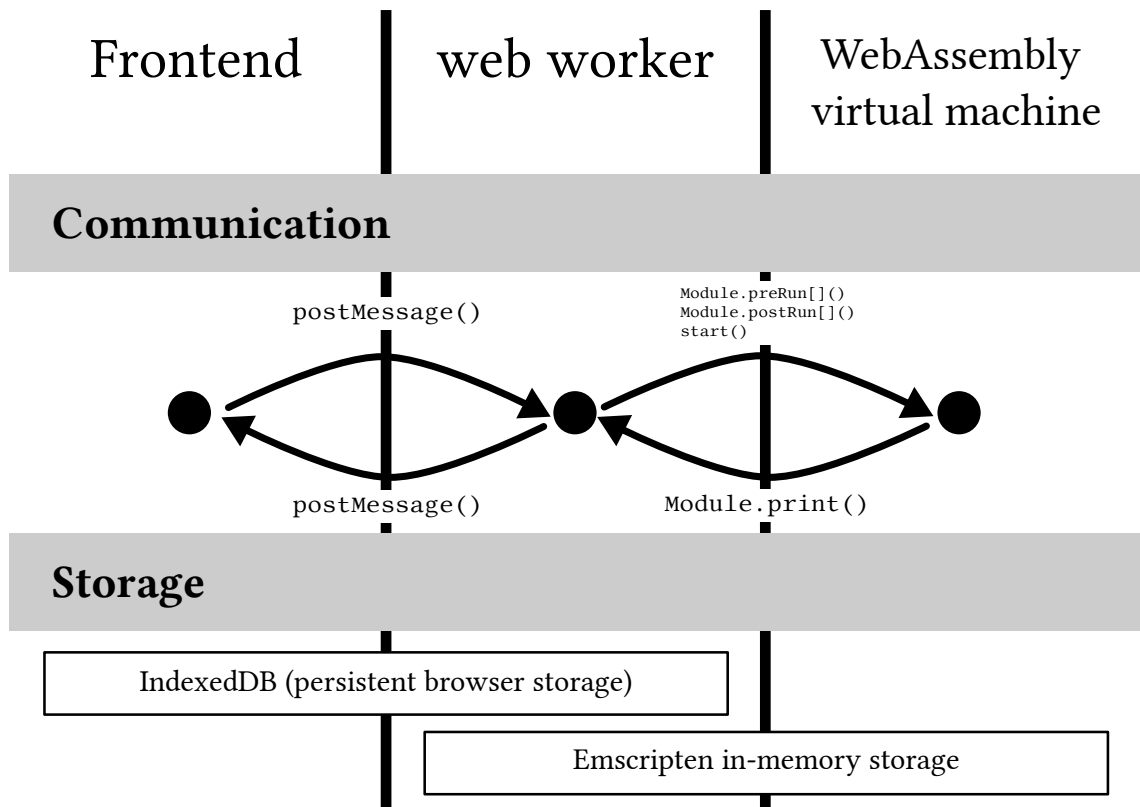 Frontend
web worker
WebAssembly
virtual machine
Communication
postMessage()
Module.preRun[]()
Module.postRun[]()
start()
postMessage()
Module.print()
Storage
IndexedDB (persistent browser storage)
Emscripten in-memory storage